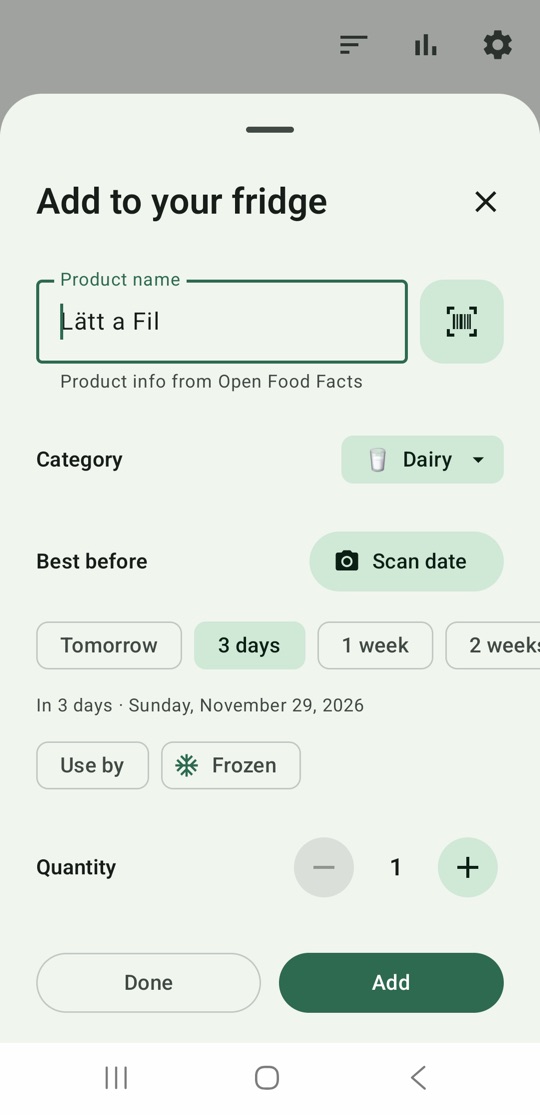 Add to your fridge
Product name
Lätt a Fil
Product info from Open Food Facts
Category
Dairy
Best before
Scan date
Tomorrow
3 days
1 week
2 weeks
In 3 days · Sunday, November 29, 2026
Use by
Frozen
Quantity
1
Done
Add